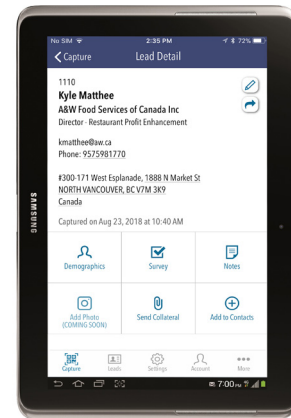 No SIM
2:35 PM
72%
Capture
Lead Detail
1110
Kyle Matthee
A&W Food Services of Canada Inc
Director - Restaurant Profit Enhancement
kmatthee@aw.ca
Phone: 9575981770
#300-171 West Esplanade, 1888 N Market St
NORTH VANCOUVER, BC V7M 3K9
Canada
Captured on Aug 23, 2018 at 10:40 AM
Demographics
Survey
Notes
Add Photo
(COMING SOON)
Send Collateral
Add to Contacts
Capture
Leads
Settings
Account
More
7:00 PM
SAMSUNG